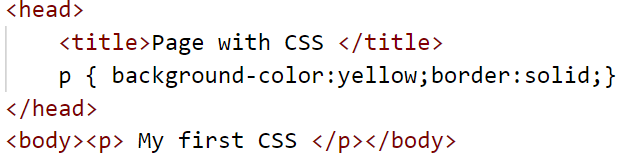 <head>
<title>Page with CSS </title>
p { background-color:yellow;border:solid;}
</head>
<body><p> My first CSS </p></body>